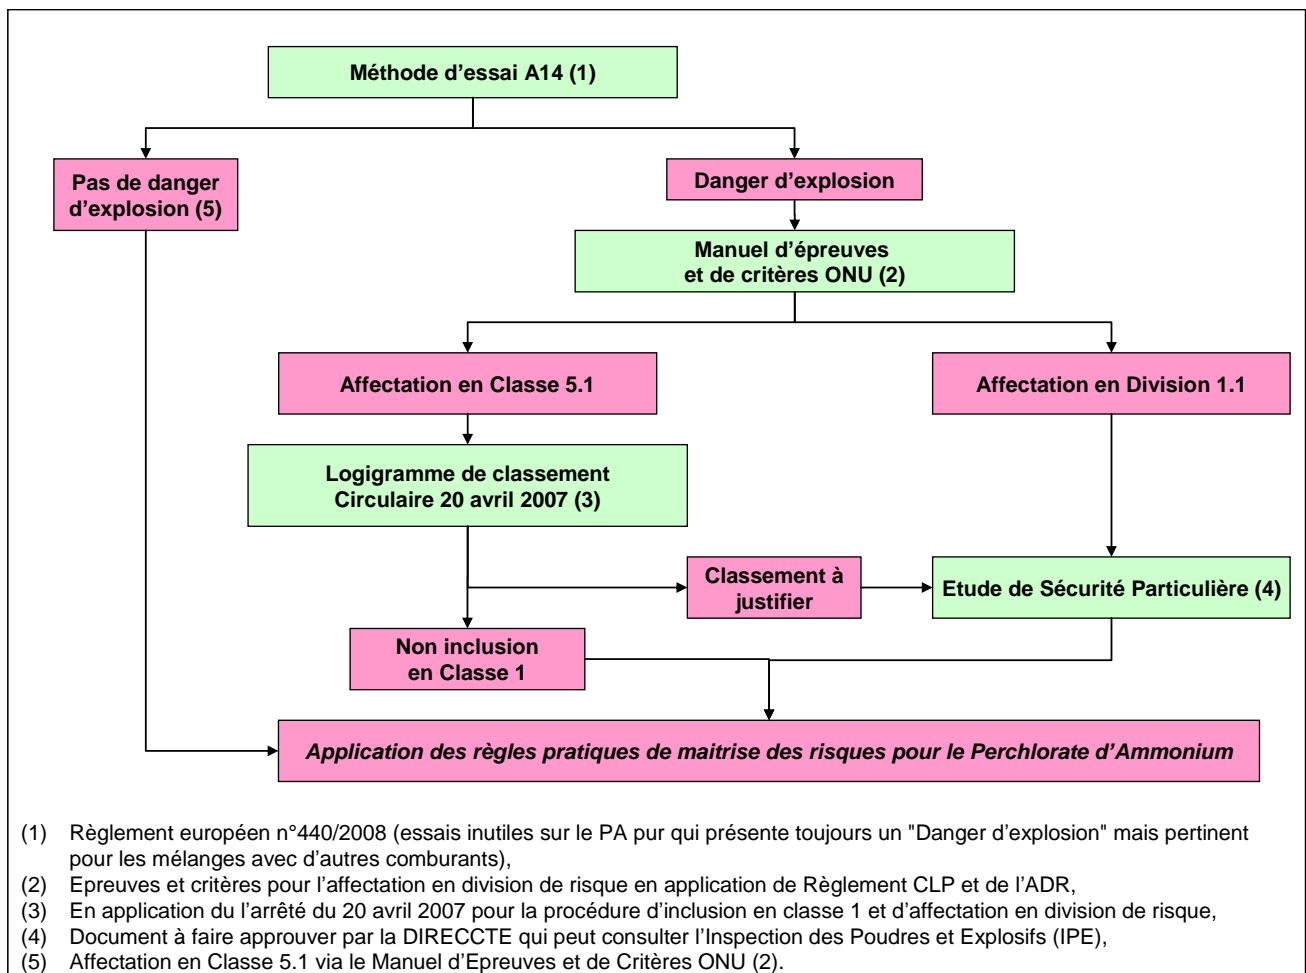 Méthode d'essai A14 (1)
Pas de danger
d'explosion (5)
Danger d'explosion
Manuel d'épreuves
et de critères ONU (2)
Affectation en Classe 5.1
Affectation en Division 1.1
Logigramme de classement
Circulaire 20 avril 2007 (3)
Classement à
justifier
Etude de Sécurité Particulière (4)
Non inclusion
en Classe 1
Application des règles pratiques de maitrise des risques pour le Perchlorate d'Ammonium
(1) Règlement européen n°440/2008 (essais inutiles sur le PA pur qui présente toujours un "Danger d'explosion" mais pertinent
pour les mélanges avec d'autres comburants),
(2) Epreuves et critères pour l'affectation en division de risque en application de Règlement CLP et de l'ADR,
(3) En application du l'arrêté du 20 avril 2007 pour la procédure d'inclusion en classe 1 et d'affectation en division de risque,
(4) Document à faire approuver par la DIRECCTE qui peut consulter l'Inspection des Poudres et Explosifs (IPE),
(5) Affectation en Classe 5.1 via le Manuel d'Epreuves et de Critères ONU (2).